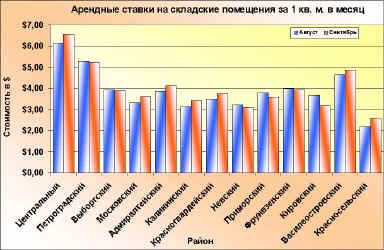 Арендные ставки на складские помещения за 1 кв. м. в месяц
Август Сентябрь
$7,00
$6,00
$5,00
$4,00
$3,00
$2,00
$1,00
$0,00
Стоимость в $
Центральный
Петроградский
Выборгский
Московский
Адмиралтейский
Калининский
Красногвардейский
Невский
Приморский
Фрунзенский
Кировский
Василеостровский
Красносельский
Район